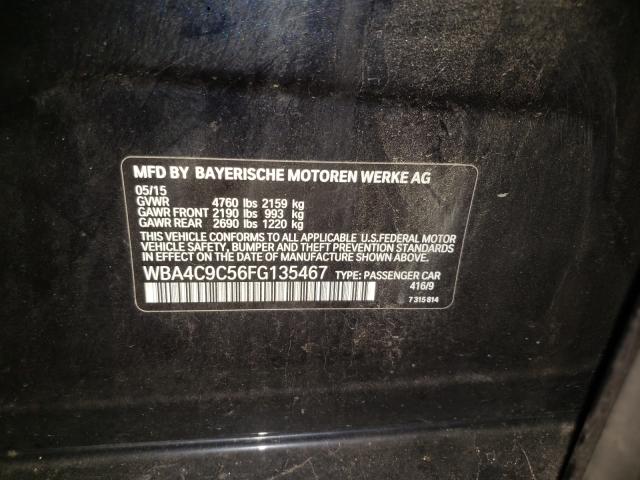 MFD BY BAYERISCHE MOTOREN WERKE AG
05/15
GVWR 4760 lbs 2159 kg
GAWR FRONT 2190 lbs 993 kg
GAWR REAR 2690 lbs 1220 kg
THIS VEHICLE CONFORMS TO ALL APPLICABLE U.S.FEDERAL MOTOR
VEHICLE SAFETY, BUMPER AND THEFT PREVENTION STANDARDS
IN EFFECT ON DATE OF MANUFACTURE SHOWN ABOVE.
WBA4C9C56FG135467 TYPE: PASSENGER CAR
416/9
7 315 814